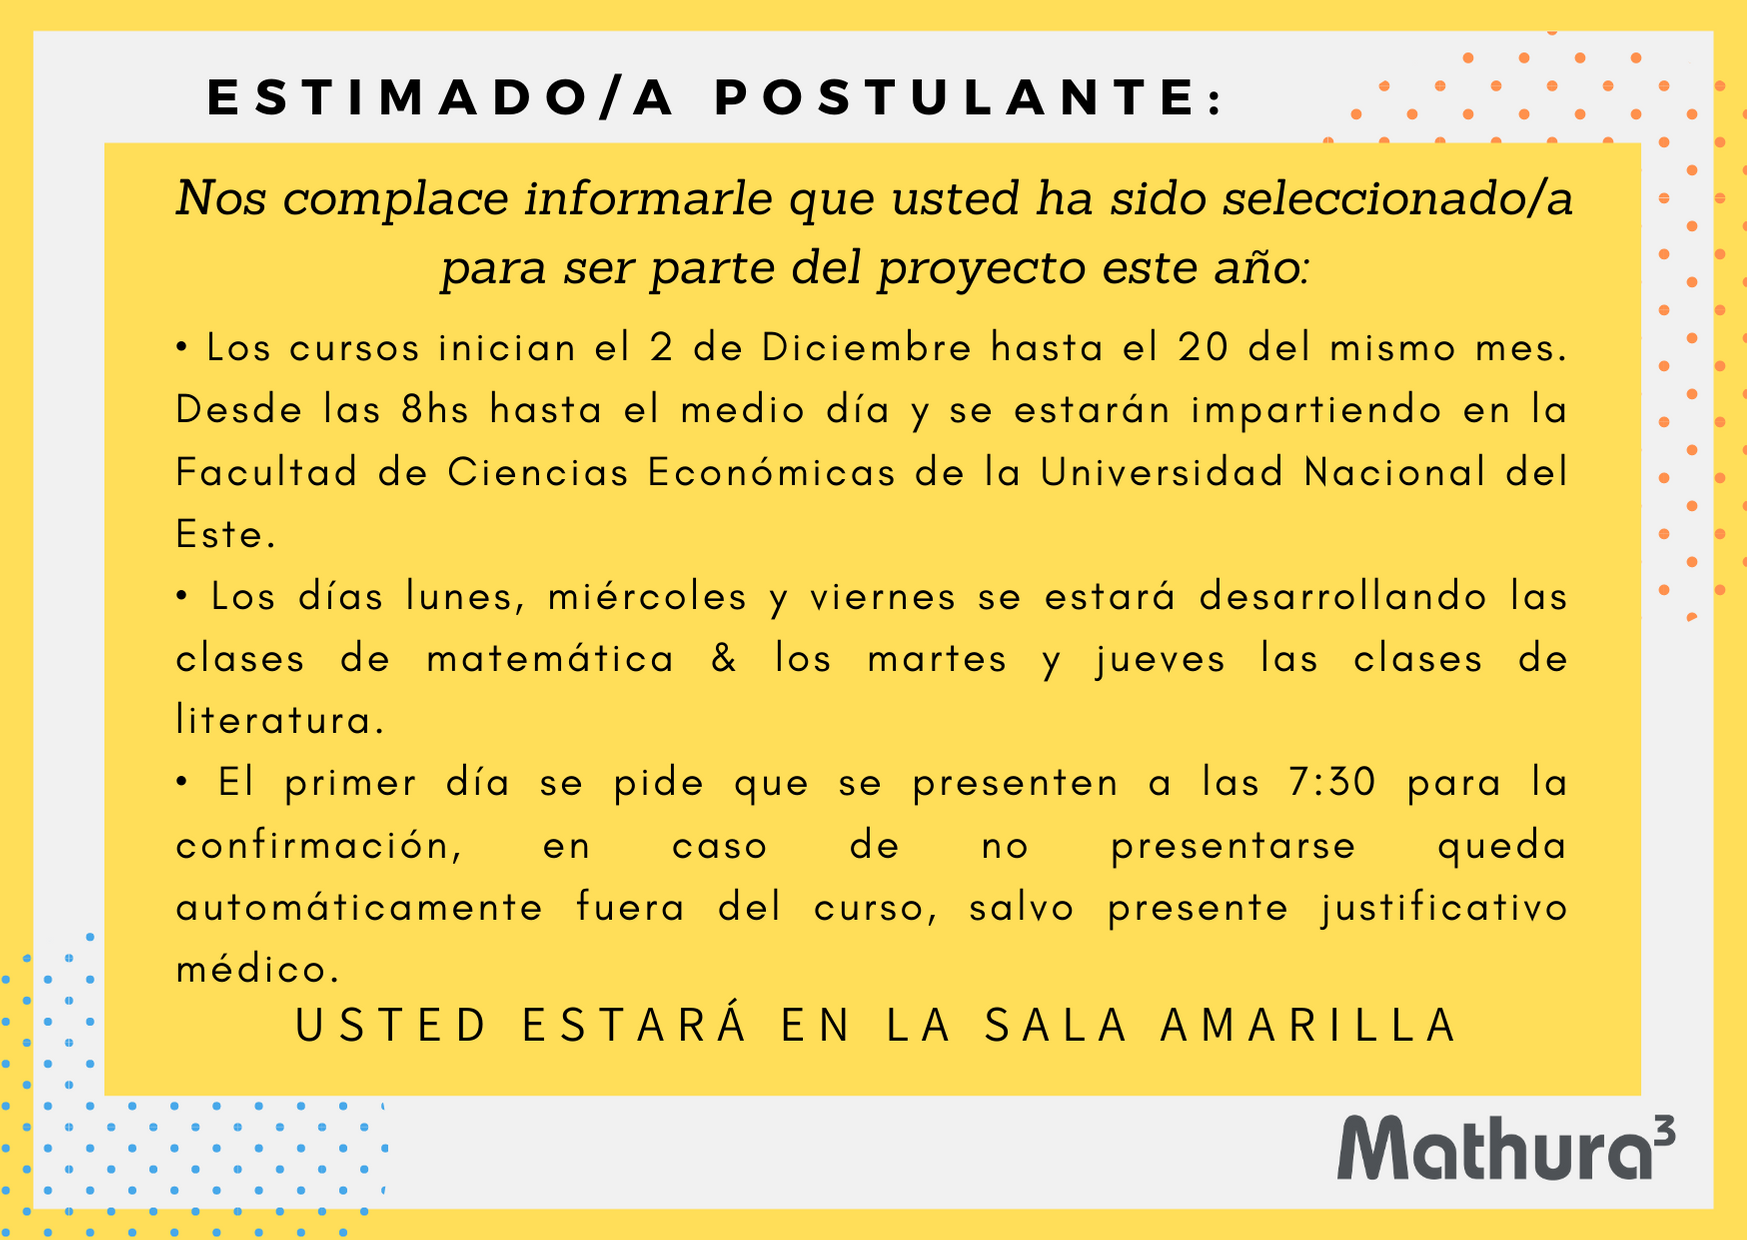 ESTIMADO/A POSTULANTE:
Nos complace informarle que usted ha sido seleccionado/a
para ser parte del proyecto este año:
• Los cursos inician el 2 de Diciembre hasta el 20 del mismo mes.
Desde las 8hs hasta el medio día y se estarán impartiendo en la
Facultad de Ciencias Económicas de la Universidad Nacional del
Este.
• Los días lunes, miércoles y viernes se estará desarrollando las
clases de matemática & los martes y jueves las clases de
literatura.
• El primer día se pide que se presenten a las 7:30 para la
confirmación, en caso de no presentarse queda
automáticamente fuera del curso, salvo presente justificativo
médico.
USTED ESTARÁ EN LA SALA AMARILLA
Mathura³